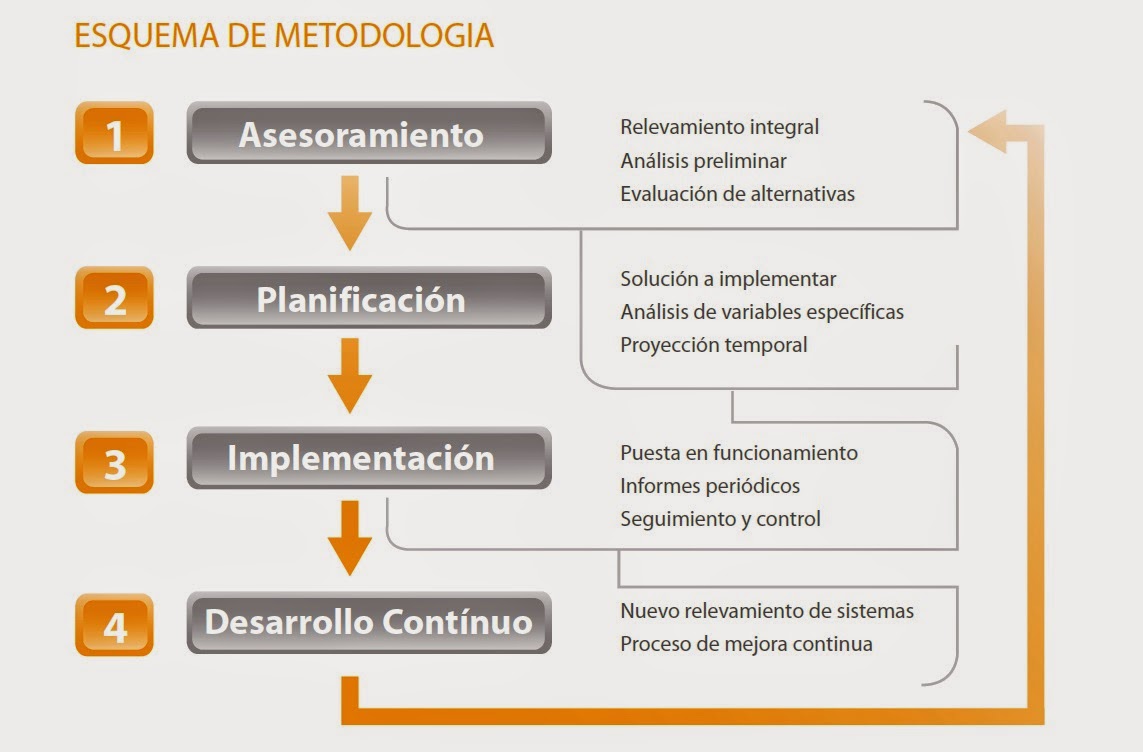 ESQUEMA DE METODOLOGIA
1
Asesoramiento
Relevamiento integral
Análisis preliminar
Evaluación de alternativas
2
Planificación
Solución a implementar
Análisis de variables específicas
Proyección temporal
3
Implementación
Puesta en funcionamiento
Informes periódicos
Seguimiento y control
4
Desarrollo Contínuo
Nuevo relevamiento de sistemas
Proceso de mejora continua